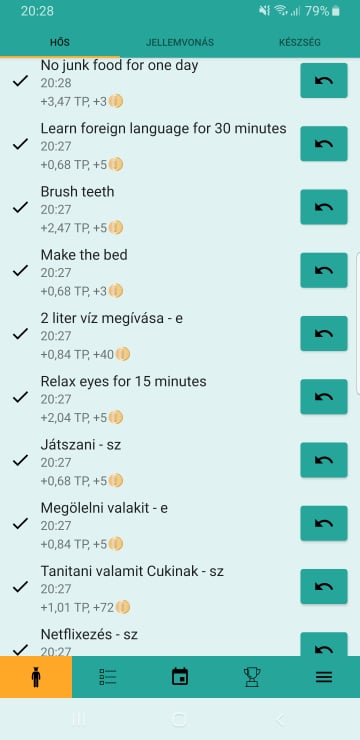 20:28
79%
HŐS
JELLEMVONÁS
KÉSZSÉG
No junk food for one day
20:28
+3,47 TP, +3
Learn foreign language for 30 minutes
20:27
+0,68 TP, +5
Brush teeth
20:27
+2,47 TP, +5
Make the bed
20:27
+0,68 TP, +3
2 liter víz megívása - e
20:27
+0,84 TP, +40
Relax eyes for 15 minutes
20:27
+2,04 TP, +5
Játszani - sz
20:27
+0,68 TP, +5
Megölelni valakit - e
20:27
+0,84 TP, +5
Tanitani valamit Cukinak - sz
20:27
+1,01 TP, +72
Netflixezés - sz
20:27